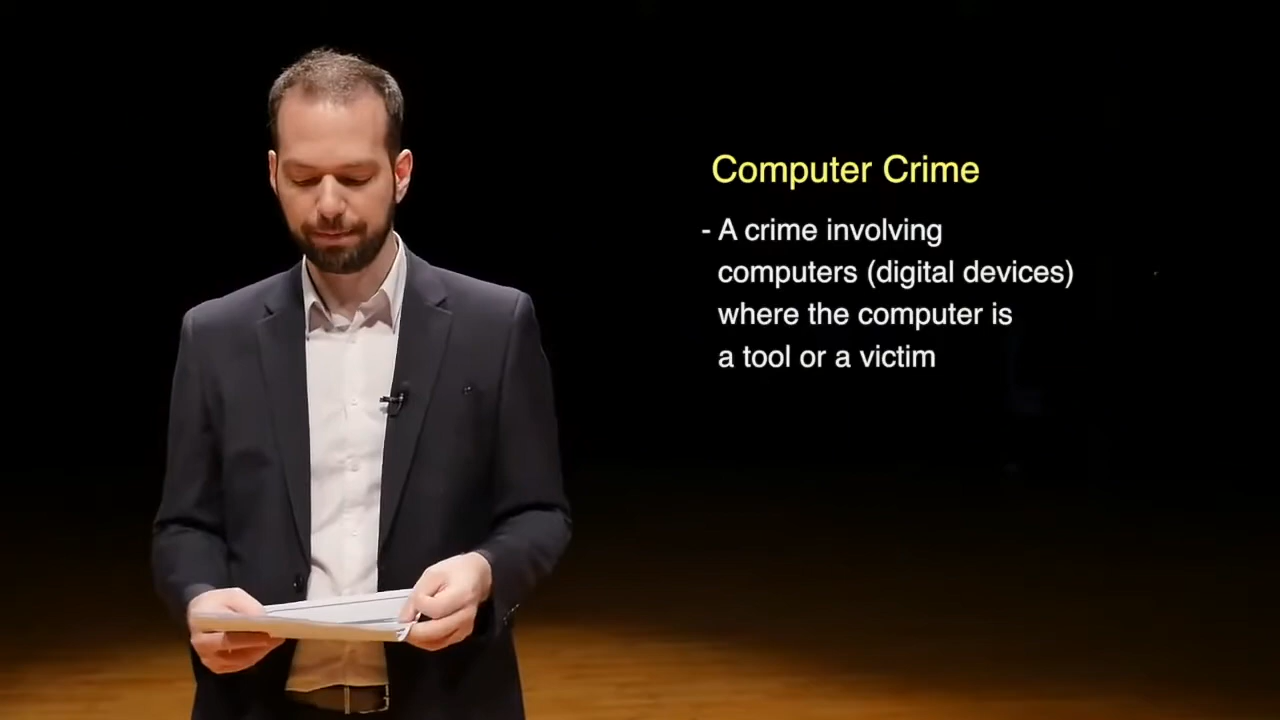 Computer Crime
- A crime involving
computers (digital devices)
where the computer is
a tool or a victim